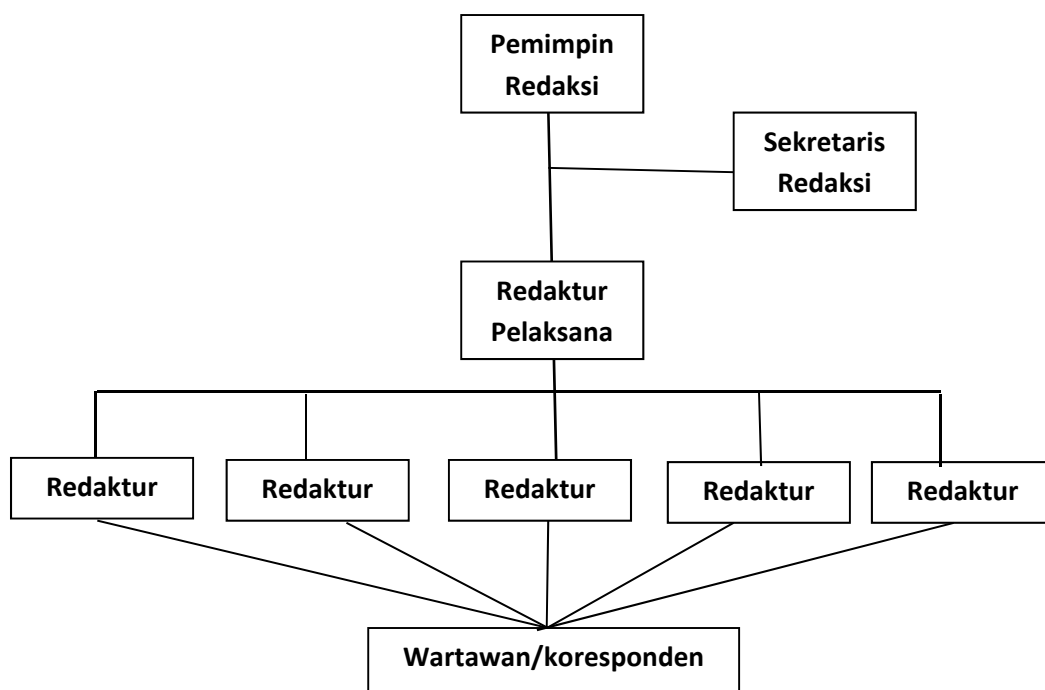 Pemimpin
Redaksi
Sekretaris
Redaksi
Redaktur
Pelaksana
Redaktur
Redaktur
Redaktur
Redaktur
Redaktur
Wartawan/koresponden